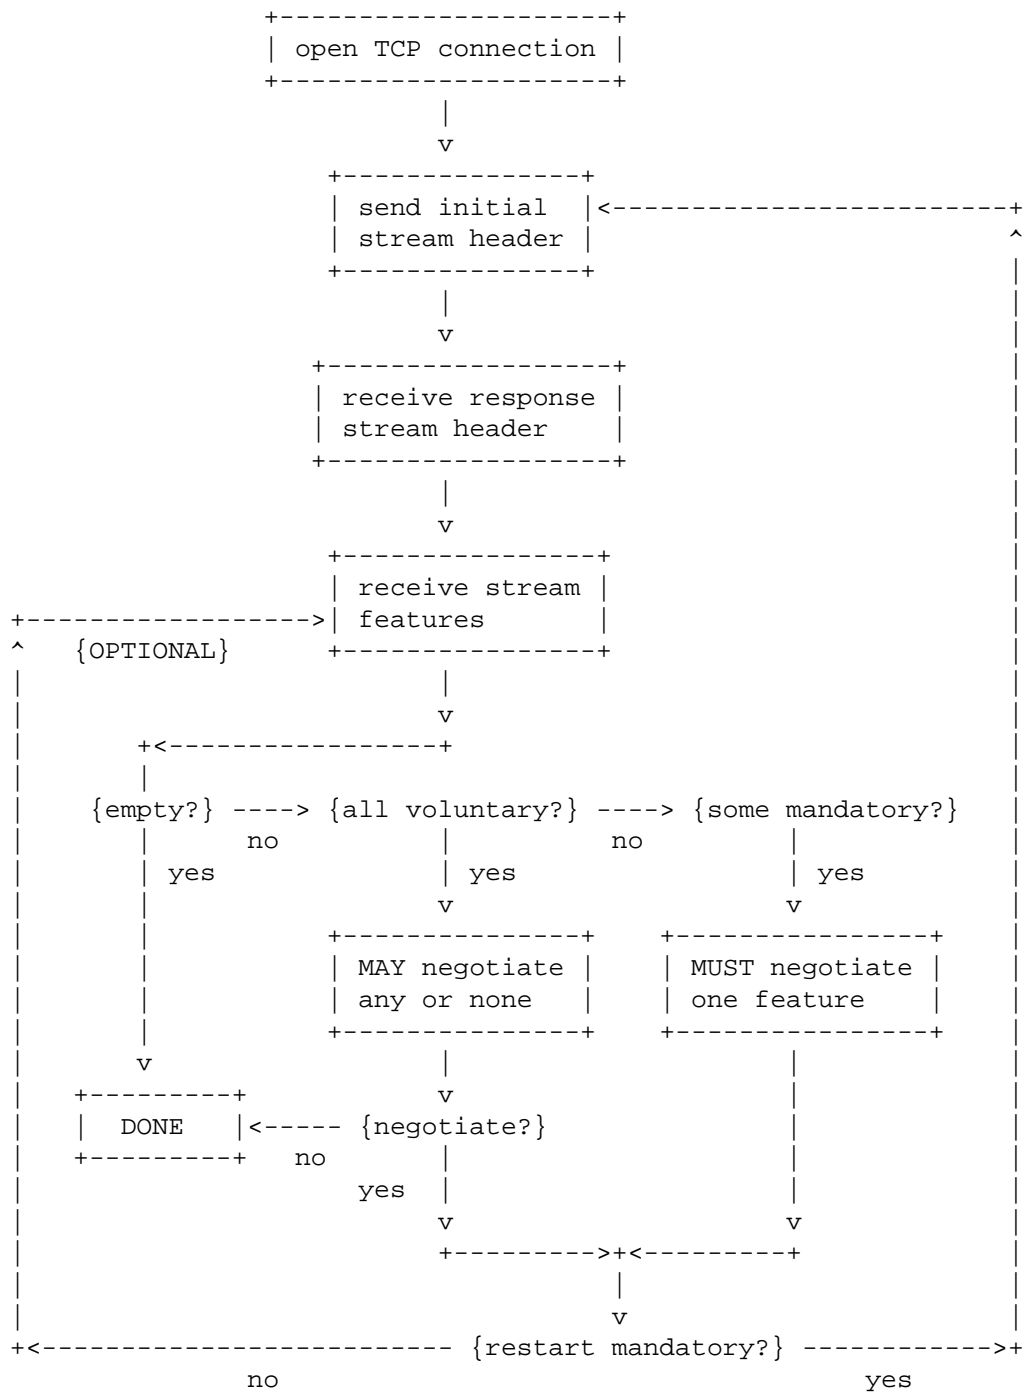 open TCP connection
send initial
stream header
receive response
stream header
receive stream
features
{OPTIONAL}
{empty?} ----> {all voluntary?} ----> {some mandatory?}
no no
yes yes yes
MAY negotiate MUST negotiate
any or none one feature
DONE <----- {negotiate?}
no
yes
{restart mandatory?}
no yes